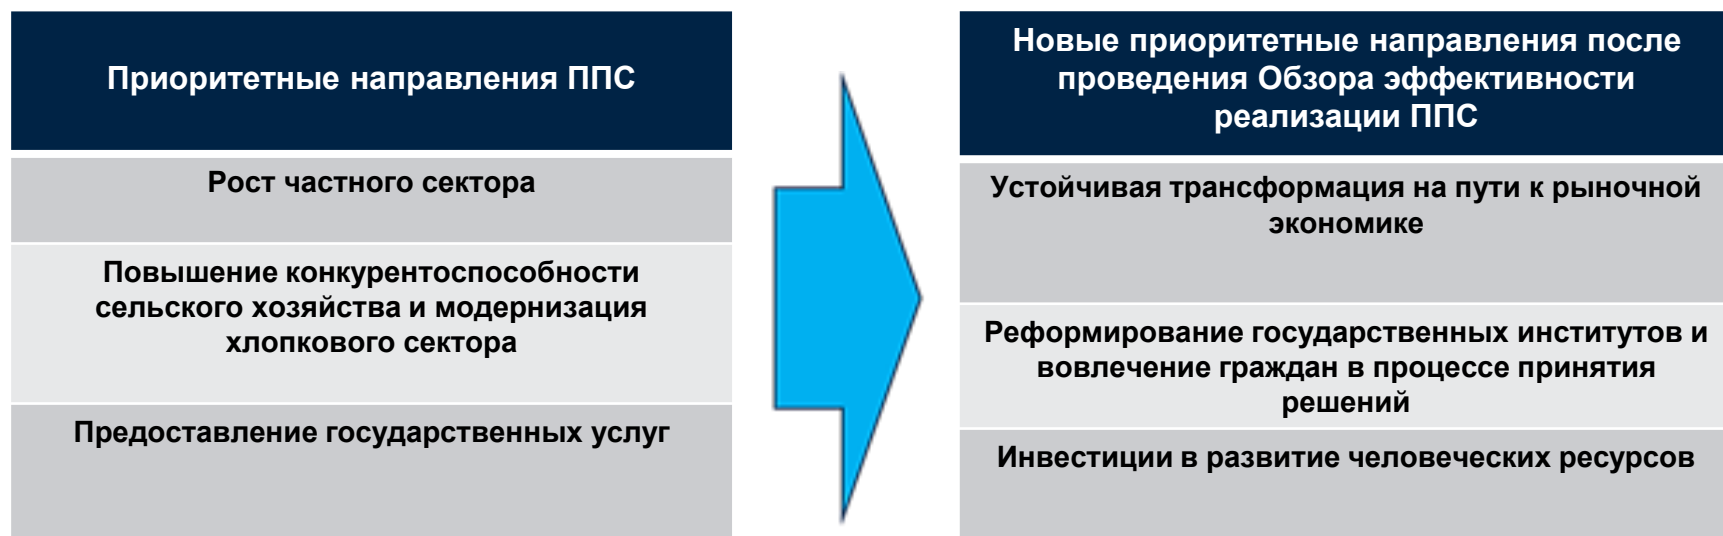 Приоритетные направления ППС
Рост частного сектора
Повышение конкурентоспособности
сельского хозяйства и модернизация
хлопкового сектора
Предоставление государственных услуг
Новые приоритетные направления после
проведения Обзора эффективности
реализации ППС
Устойчивая трансформация на пути к рыночной
экономике
Реформирование государственных институтов и
вовлечение граждан в процессе принятия
решений
Инвестиции в развитие человеческих ресурсов